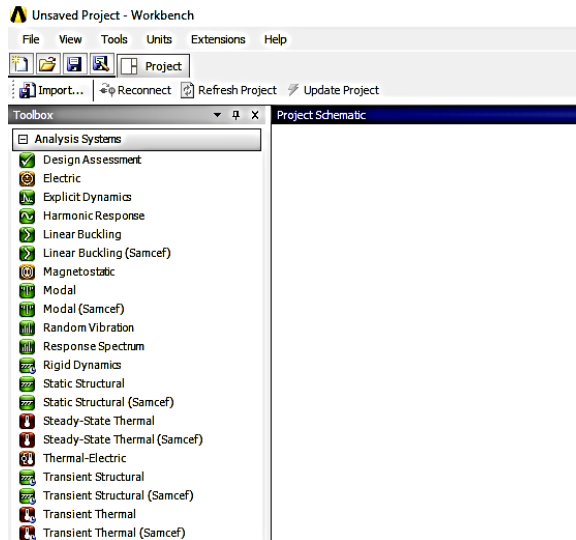 Unsaved Project - Workbench
File View Tools Units Extensions Help
Project
Import... Reconnect Refresh Project Update Project
Toolbox Project Schematic
Analysis Systems
Design Assessment
Electric
Explicit Dynamics
Harmonic Response
Linear Buckling
Linear Buckling (Samcef)
Magnetostatic
Modal
Modal (Samcef)
Random Vibration
Response Spectrum
Rigid Dynamics
Static Structural
Static Structural (Samcef)
Steady-State Thermal
Steady-State Thermal (Samcef)
Thermal-Electric
Transient Structural
Transient Structural (Samcef)
Transient Thermal
Transient Thermal (Samcef)